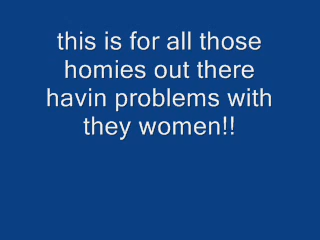 this is for all those
homies out there
havin problems with
they women!!